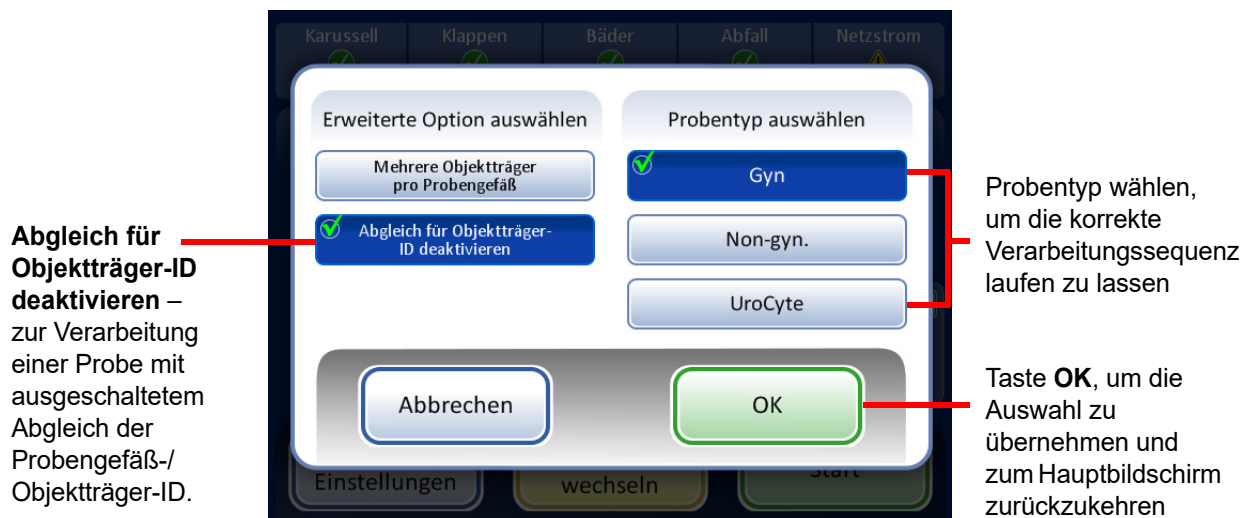 Karussell Klappen Bäder Abfall Netzstrom
Erweiterte Option auswählen
Mehrere Objektträger
pro Probengefäß
Abgleich für Objektträger-
ID deaktivieren
Probentyp auswählen
Gyn
Non-gyn.
UroCyte
Abbrechen
OK
Einstellungen
wechseln
Start
Abgleich für
Objektträger-ID
deaktivieren –
zur Verarbeitung
einer Probe mit
ausgeschaltetem
Abgleich der
Probengefäß-/
Objektträger-ID.
Probentyp wählen,
um die korrekte
Verarbeitungssequenz
laufen zu lassen
Taste OK, um die
Auswahl zu
übernehmen und
zum Hauptbildschirm
zurückzukehren